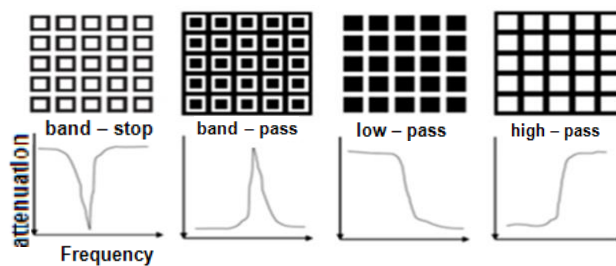 band – stop
band – pass
low – pass
high – pass
attenuation
Frequency